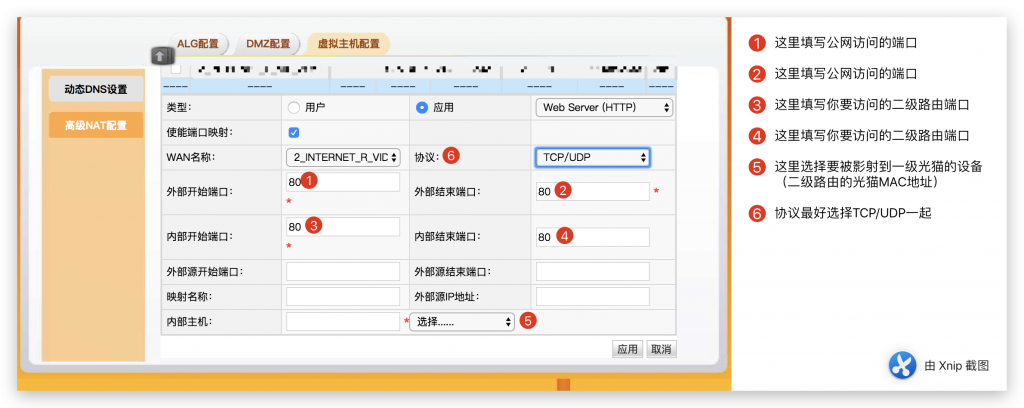 ALG配置 DMZ配置 虚拟主机配置
动态DNS设置
高级NAT配置
---- ---- ---- ---- ---- ---- ---- ----
类型: 用户 应用 Web Server (HTTP)
使能端口映射:
WAN名称: 2_INTERNET_R_VID 协议: 6 TCP/UDP
外部开始端口: 80 1 * 外部结束端口: 80 2 *
内部开始端口: 80 3 * 内部结束端口: 80 4
外部源开始端口: 外部源结束端口:
映射名称: 外部源IP地址:
内部主机: * 选择...... 5
应用 取消
1 这里填写公网访问的端口
2 这里填写公网访问的端口
3 这里填写你要访问的二级路由端口
4 这里填写你要访问的二级路由端口
5 这里选择要被影射到一级光猫的设备
（二级路由的光猫MAC地址）
6 协议最好选择TCP/UDP一起
由 Xnip 截图